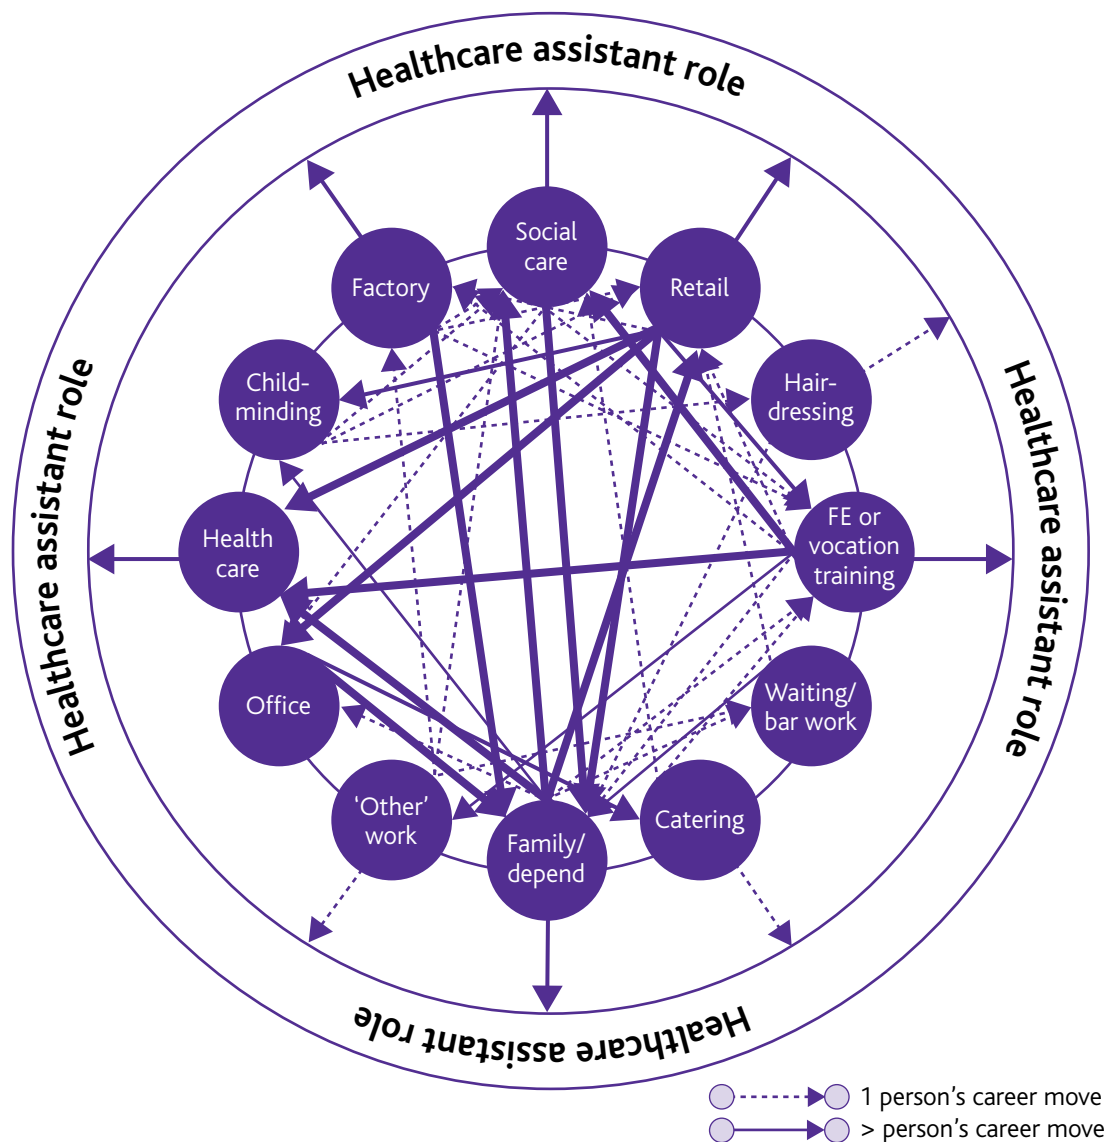 Healthcare assistant role
Social
care
Factory
Retail
Child-
minding
Hair-
dressing
Healthcare assistant role
Healthcare assistant role
Health
care
FE or
vocation
training
Office
Waiting/
bar work
‘Other’
work
Catering
Family/
depend
Healthcare assistant role
1 person’s career move
> person’s career move